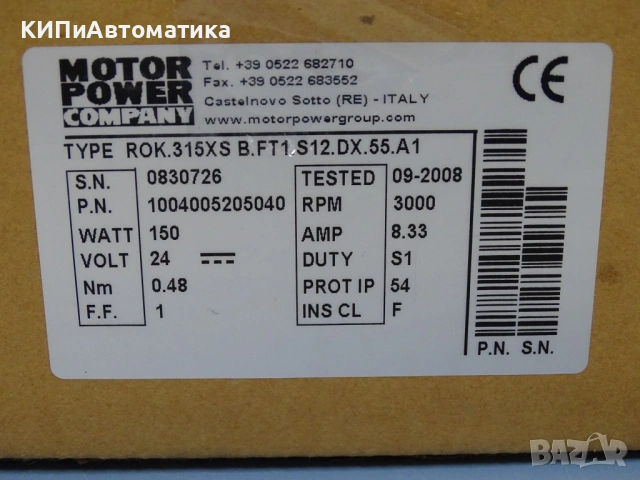 КИПиАвтоматика
MOTOR POWER COMPANY
Tel. +39 0522 682710
Fax. +39 0522 683552
Castelnovo Sotto (RE) - ITALY
www.motorpowergroup.com
CE
TYPE ROK.315XS B.FT1.S12.DX.55.A1
S.N. 0830726 TESTED 09-2008
P.N. 1004005205040 RPM 3000
WATT 150 AMP 8.33
VOLT 24 DUTY S1
Nm 0.48 PROT IP 54
F.F. 1 INS CL F
P.N. S.N.
BAZAR